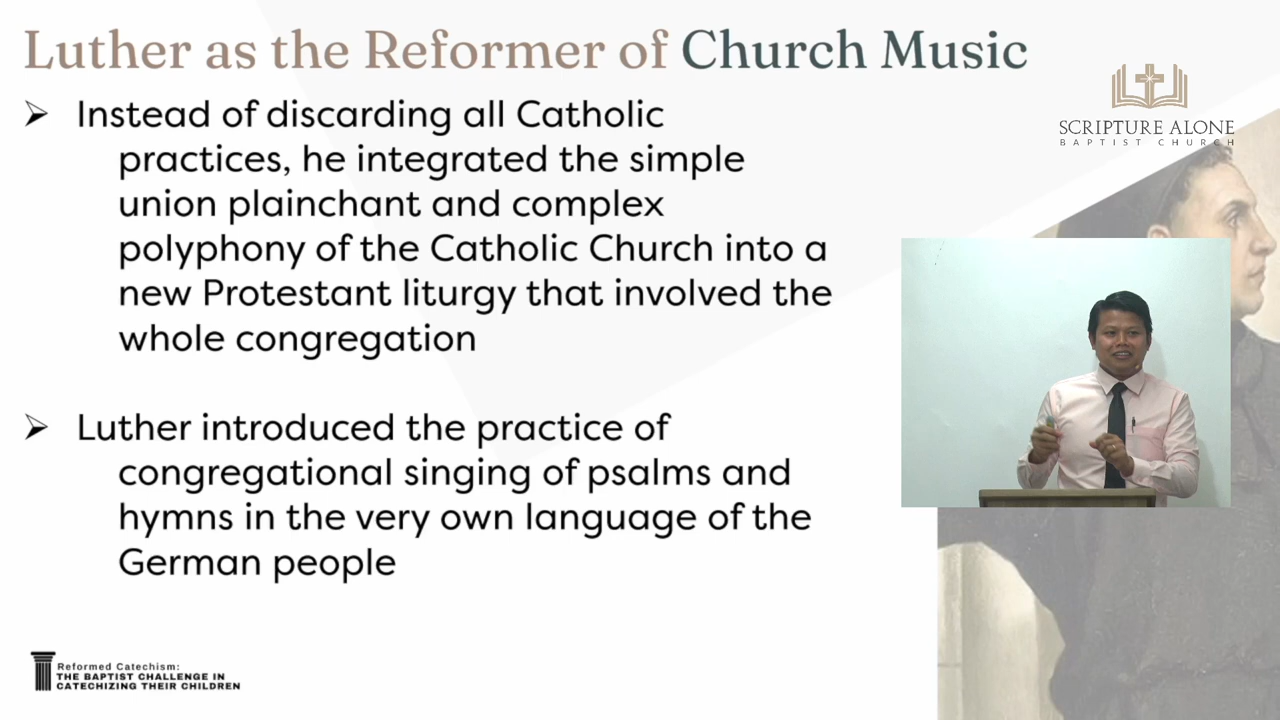 Luther as the Reformer of Church Music
Instead of discarding all Catholic
practices, he integrated the simple
union plainchant and complex
polyphony of the Catholic Church into a
new Protestant liturgy that involved the
whole congregation
Luther introduced the practice of
congregational singing of psalms and
hymns in the very own language of the
German people
SCRIPTURE ALONE
BAPTIST CHURCH
Reformed Catechism:
THE BAPTIST CHALLENGE IN
CATECHIZING THEIR CHILDREN